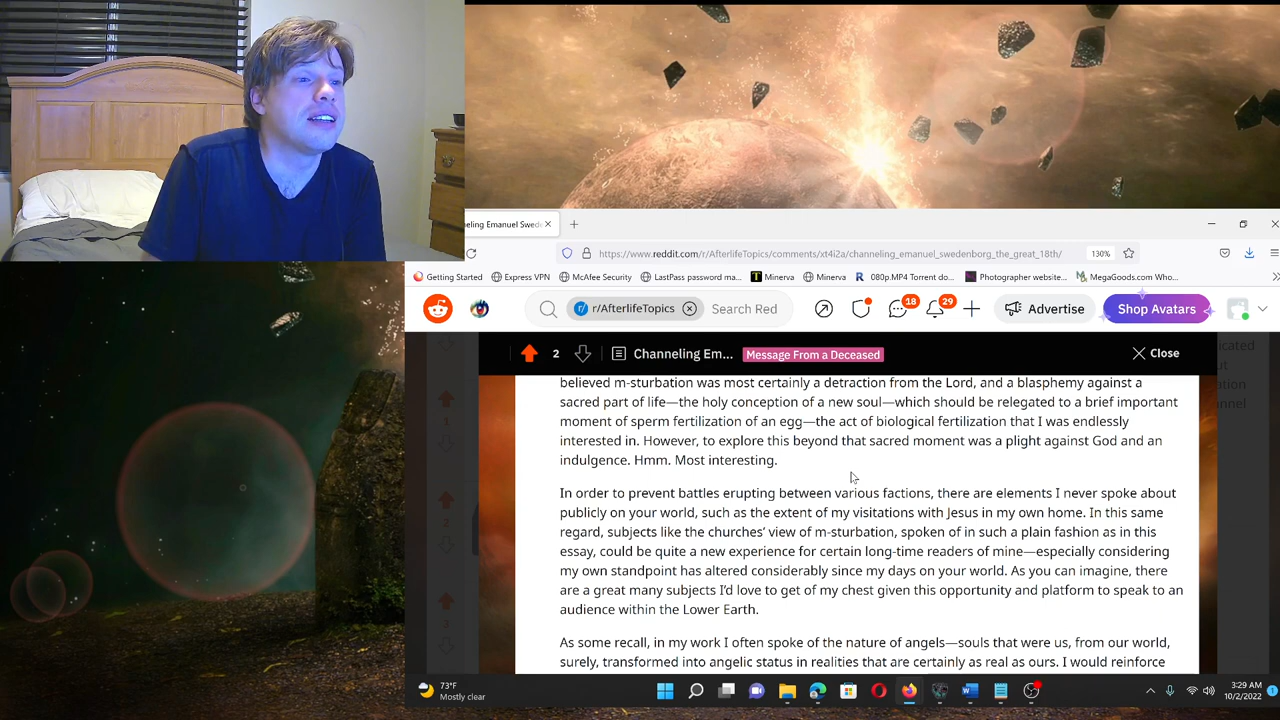 neling Emanuel Swede
https://www.reddit.com/r/AfterlifeTopics/comments/xt4i2a/channeling_emanuel_swedenborg_the_great_18th/
130%
Getting Started
Express VPN
McAfee Security
LastPass password ma...
Minerva
Minerva
080p.MP4 Torrent do...
Photographer website...
MegaGoods.com Who...
r/AfterlifeTopics
Search Red
18
29
Advertise
Shop Avatars
2
Channeling Em...
Message From a Deceased
Close
believed m-sturbation was most certainly a detraction from the Lord, and a blasphemy against a
sacred part of life—the holy conception of a new soul—which should be relegated to a brief important
moment of sperm fertilization of an egg—the act of biological fertilization that I was endlessly
interested in. However, to explore this beyond that sacred moment was a plight against God and an
indulgence. Hmm. Most interesting.
In order to prevent battles erupting between various factions, there are elements I never spoke about
publicly on your world, such as the extent of my visitations with Jesus in my own home. In this same
regard, subjects like the churches’ view of m-sturbation, spoken of in such a plain fashion as in this
essay, could be quite a new experience for certain long-time readers of mine—especially considering
my own standpoint has altered considerably since my days on your world. As you can imagine, there
are a great many subjects I’d love to get of my chest given this opportunity and platform to speak to an
audience within the Lower Earth.
As some recall, in my work I often spoke of the nature of angels—souls that were us, from our world,
surely, transformed into angelic status in realities that are certainly as real as ours. I would reinforce
73°F
Mostly clear
3:29 AM
10/2/2022